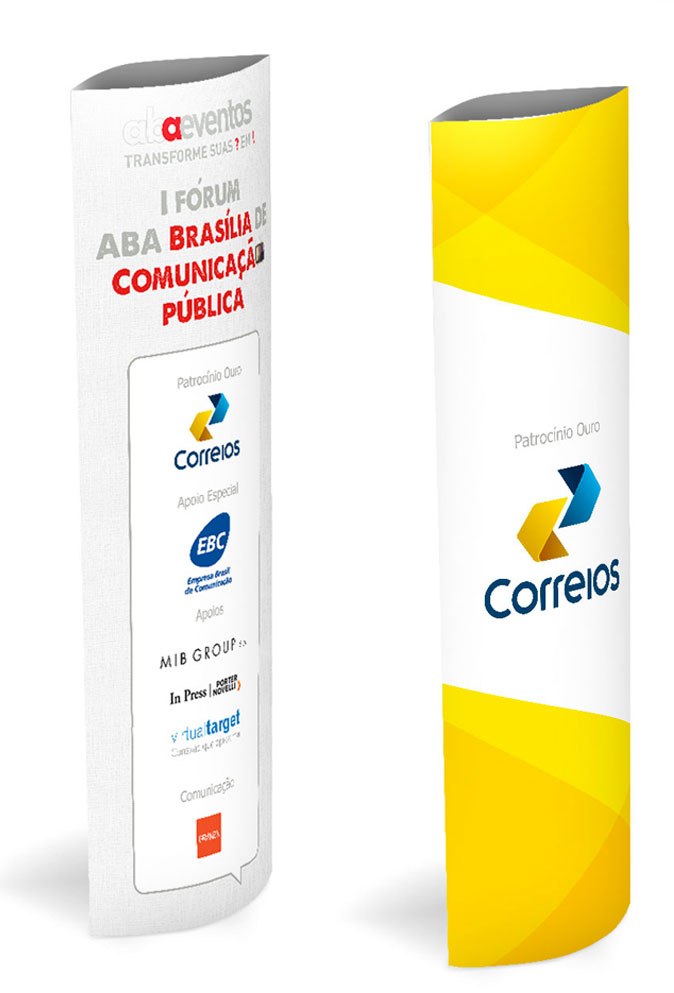 abaeventos
TRANSFORME SUAS ? EM !
I FÓRUM
ABA BRASÍLIA DE
COMUNICAÇÃO
PÚBLICA
Patrocínio Ouro
Correios
Apoio Especial
EBC
Empresa Brasil
de Comunicação
Apoios
MIB GROUP
In Press | PORTER
NOVELLI
virtualtarget
Comunicação
Patrocínio Ouro
Correios